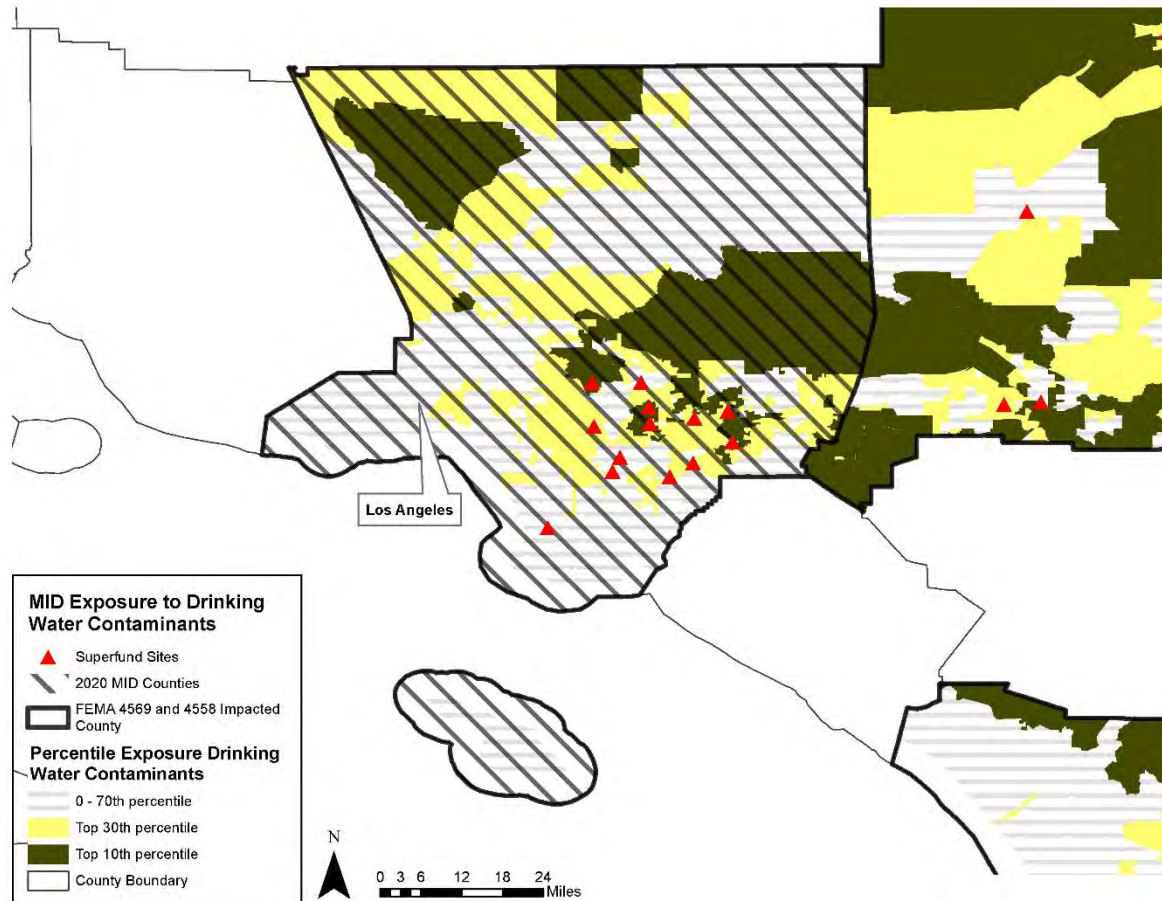 Los Angeles
MID Exposure to Drinking
Water Contaminants
Superfund Sites
2020 MID Counties
FEMA 4569 and 4558 Impacted
County
Percentile Exposure Drinking
Water Contaminants
0 - 70th percentile
Top 30th percentile
Top 10th percentile
County Boundary
N
0 3 6 12 18 24
Miles